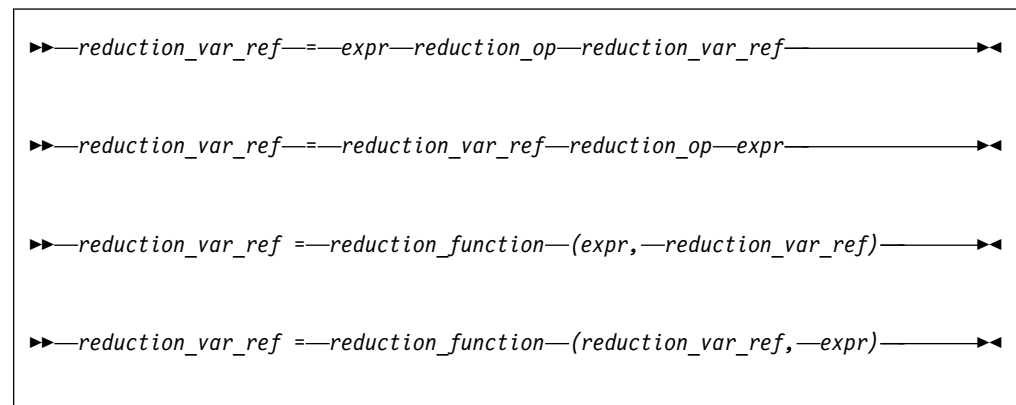 ►►—reduction_var_ref—=—expr—reduction_op—reduction_var_ref—►◄
►►—reduction_var_ref—=—reduction_var_ref—reduction_op—expr—►◄
►►—reduction_var_ref =—reduction_function—(expr,—reduction_var_ref)—►◄
►►—reduction_var_ref =—reduction_function—(reduction_var_ref,—expr)—►◄